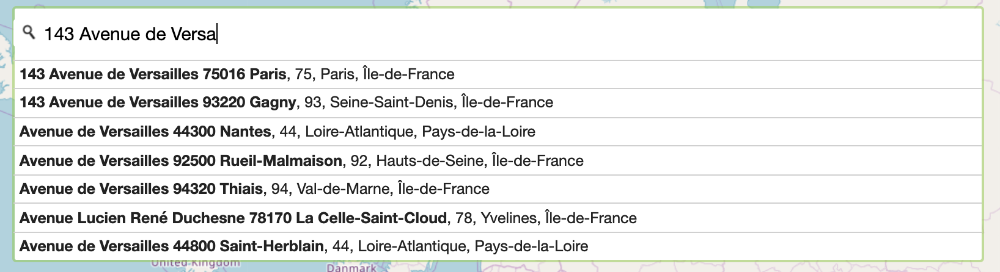 143 Avenue de Versa
143 Avenue de Versailles 75016 Paris, 75, Paris, Île-de-France
143 Avenue de Versailles 93220 Gagny, 93, Seine-Saint-Denis, Île-de-France
Avenue de Versailles 44300 Nantes, 44, Loire-Atlantique, Pays-de-la-Loire
Avenue de Versailles 92500 Rueil-Malmaison, 92, Hauts-de-Seine, Île-de-France
Avenue de Versailles 94320 Thiais, 94, Val-de-Marne, Île-de-France
Avenue Lucien René Duchesne 78170 La Celle-Saint-Cloud, 78, Yvelines, Île-de-France
Avenue de Versailles 44800 Saint-Herblain, 44, Loire-Atlantique, Pays-de-la-Loire
United Kingdom
Danmark